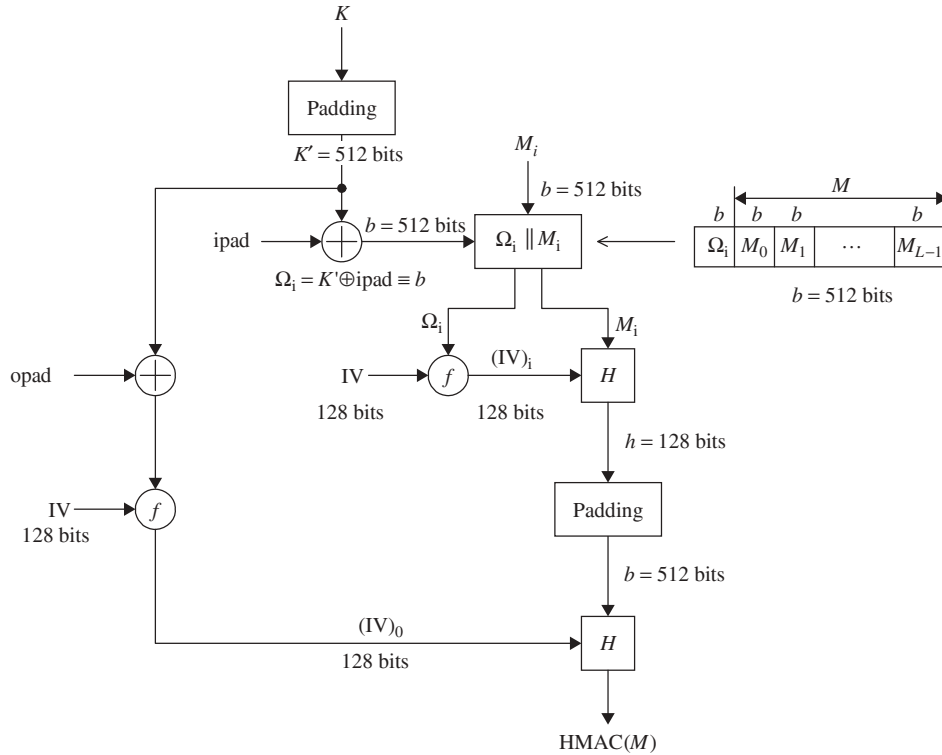 K
Padding
K′ = 512 bits
M_i
b = 512 bits
M
b = 512 bits
b b b b
ipad
Ω_i ∥ M_i
Ω_i M_0 M_1 ⋯ M_{L−1}
Ω_i = K'⊕ipad ≡ b
b = 512 bits
Ω_i
M_i
opad
IV
f
(IV)_i
H
128 bits
128 bits
h = 128 bits
IV
f
Padding
128 bits
b = 512 bits
(IV)_0
H
128 bits
HMAC(M)